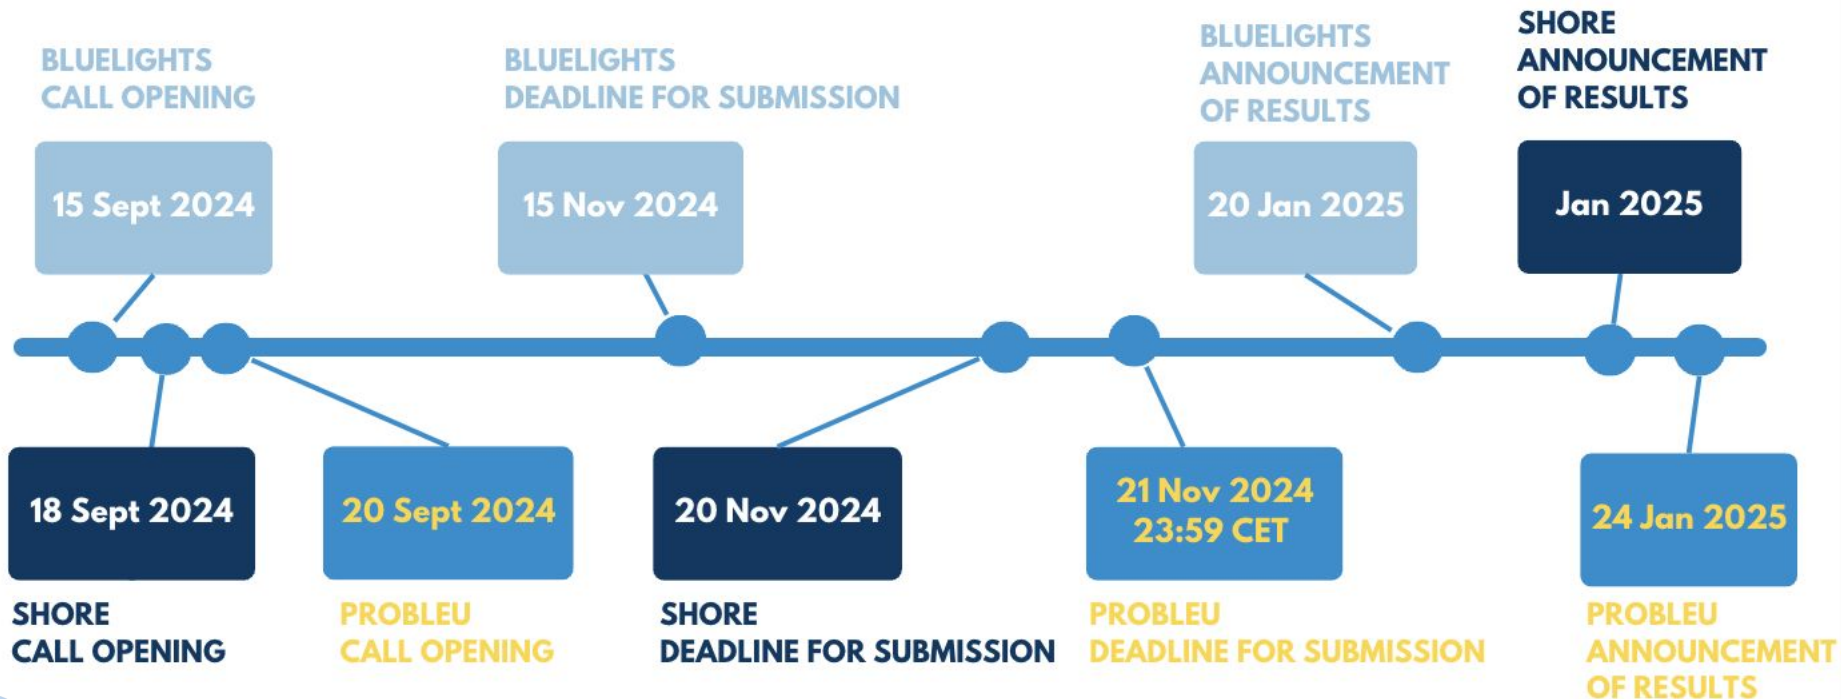 BLUELIGHTS
CALL OPENING
15 Sept 2024
BLUELIGHTS
DEADLINE FOR SUBMISSION
15 Nov 2024
BLUELIGHTS
ANNOUNCEMENT
OF RESULTS
20 Jan 2025
SHORE
ANNOUNCEMENT
OF RESULTS
Jan 2025
18 Sept 2024
SHORE
CALL OPENING
20 Sept 2024
PROBLEU
CALL OPENING
20 Nov 2024
SHORE
DEADLINE FOR SUBMISSION
21 Nov 2024
23:59 CET
PROBLEU
DEADLINE FOR SUBMISSION
24 Jan 2025
PROBLEU
ANNOUNCEMENT
OF RESULTS